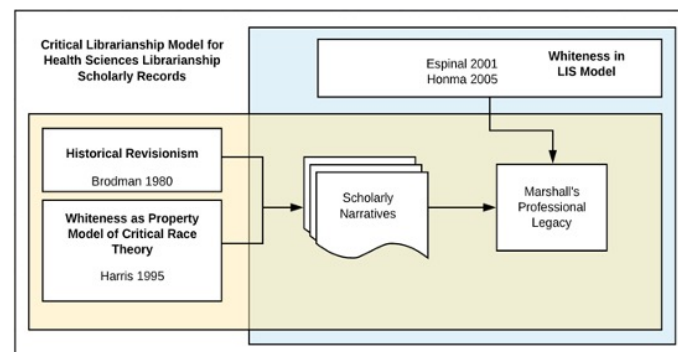 Critical Librarianship Model for
Health Sciences Librarianship
Scholarly Records
Espinal 2001
Honma 2005
Whiteness in
LIS Model
Historical Revisionism
Brodman 1980
Whiteness as Property
Model of Critical Race
Theory
Harris 1995
Scholarly
Narratives
Marshall's
Professional
Legacy